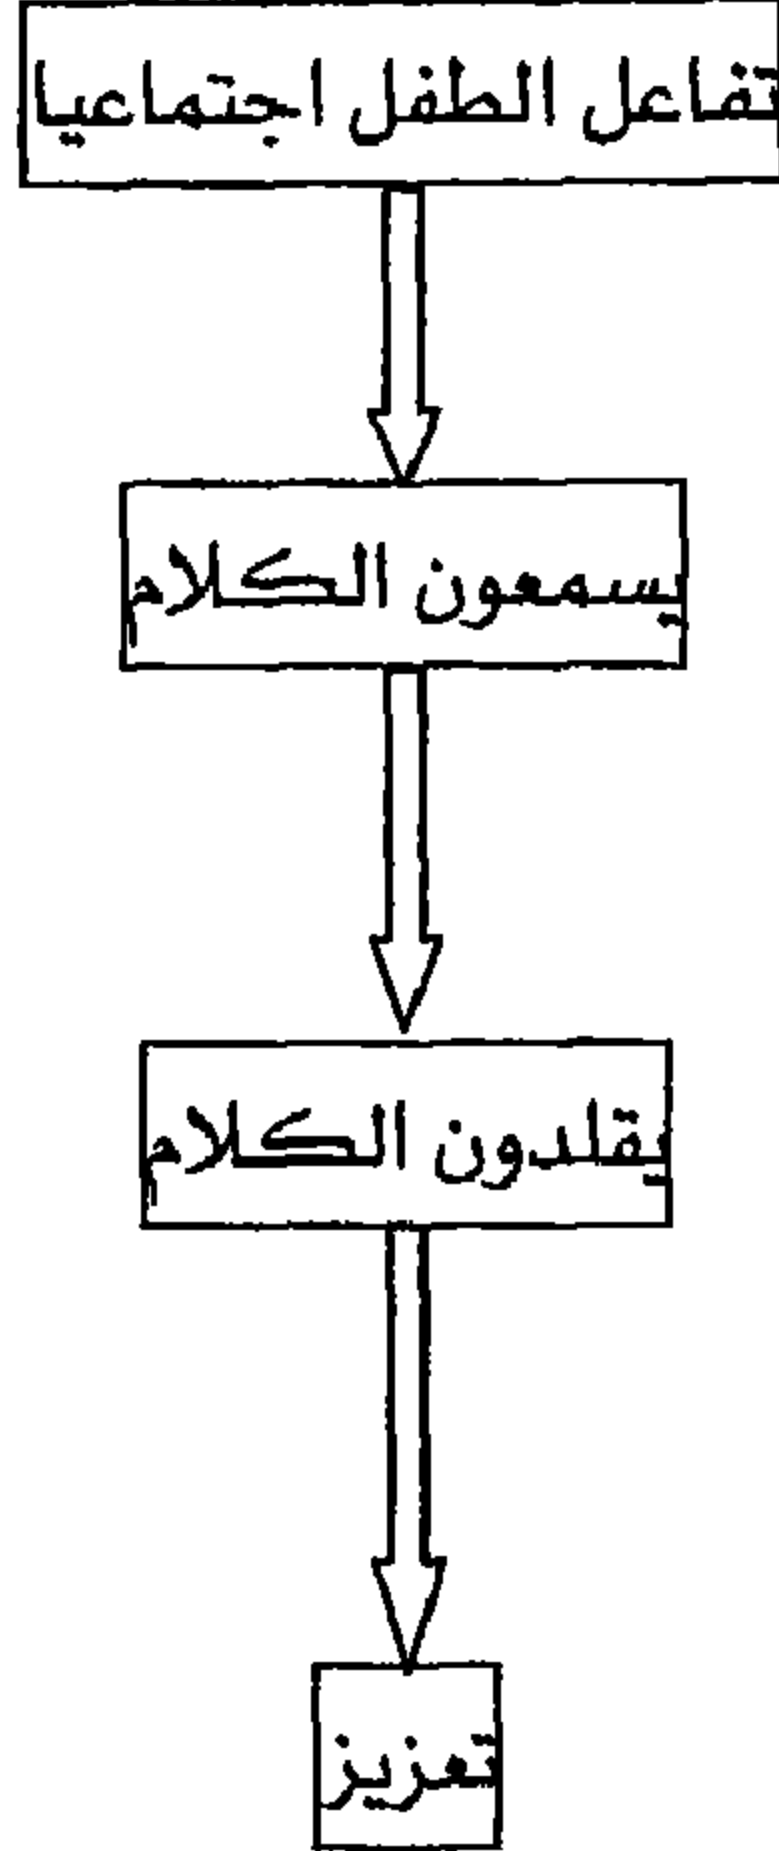 تفاعل الطفل اجتماعيا
يسمعون الكلام
يقلدون الكلام
تعزيز